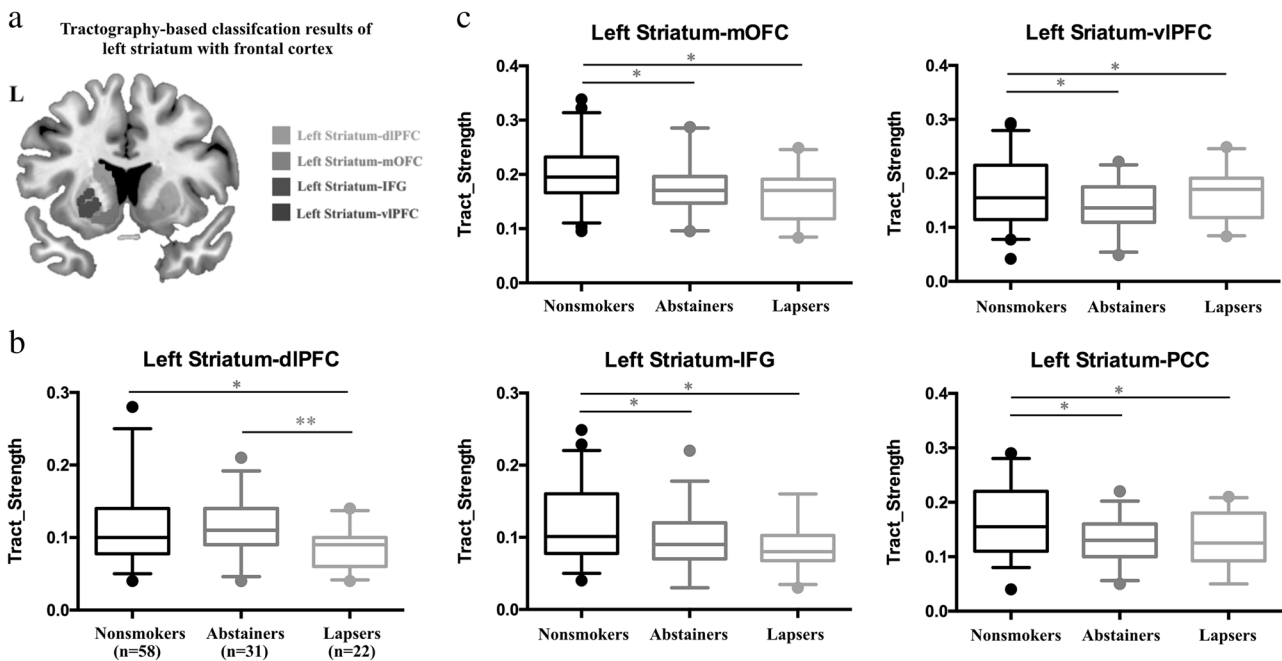 a
Tractography-based classifcation results of
left striatum with frontal cortex
L
Left Striatum-dlPFC
Left Striatum-mOFC
Left Striatum-IFG
Left Striatum-vlPFC
b
Left Striatum-dlPFC
Tract_Strength
0.3
0.2
0.1
0.0
*
**
Nonsmokers Abstainers Lapsers
(n=58) (n=31) (n=22)
c
Left Striatum-mOFC
Tract_Strength
0.4
0.3
0.2
0.1
0.0
*
*
Nonsmokers Abstainers Lapsers
Left Sriatum-vlPFC
Tract_Strength
0.4
0.3
0.2
0.1
0.0
*
*
Nonsmokers Abstainers Lapsers
Left Striatum-IFG
Tract_Strength
0.3
0.2
0.1
0.0
*
*
Nonsmokers Abstainers Lapsers
Left Striatum-PCC
Tract_Strength
0.4
0.3
0.2
0.1
0.0
*
*
Nonsmokers Abstainers Lapsers